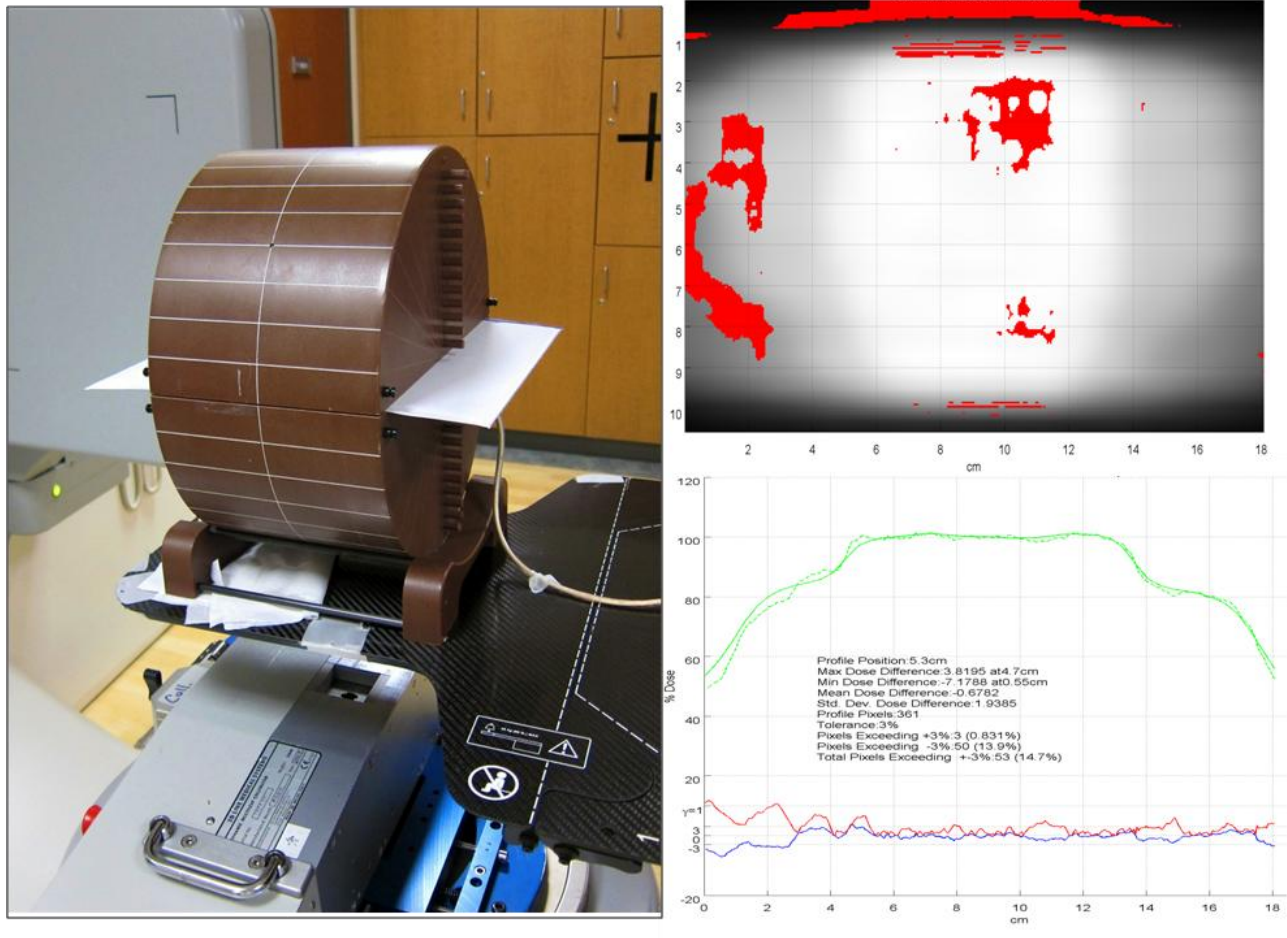 Coll.
1
2
3
4
5
6
7
8
9
10
2 4 6 8 10 12 14 16 18
cm
120
100
80
60
40
20
γ=1
3
0
-3
-20
% Dose
Profile Position:5.3cm
Max Dose Difference:3.8195 at4.7cm
Min Dose Difference:-7.1788 at0.55cm
Mean Dose Difference:-0.6782
Std. Dev. Dose Difference:1.9385
Profile Pixels:361
Tolerance:3%
Pixels Exceeding +3%:3 (0.831%)
Pixels Exceeding -3%:50 (13.9%)
Total Pixels Exceeding +-3%:53 (14.7%)
0 2 4 6 8 10 12 14 16 18
cm